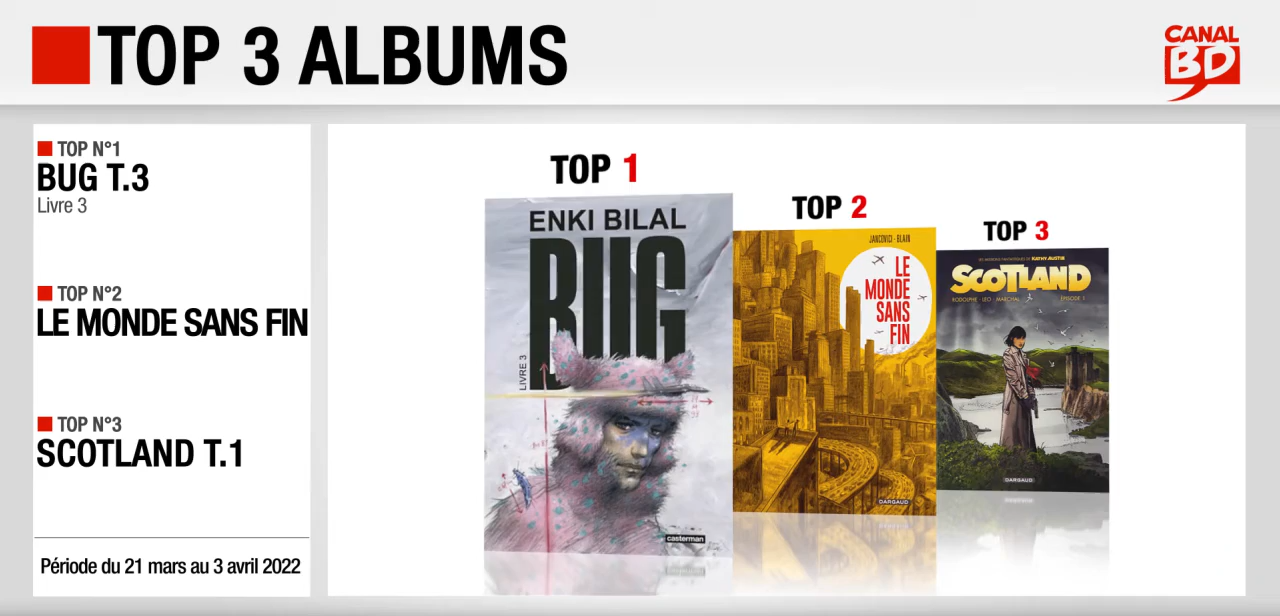 TOP 3 ALBUMS
CANAL
BD
TOP N°1
BUG T.3
Livre 3
TOP N°2
LE MONDE SANS FIN
TOP N°3
SCOTLAND T.1
Période du 21 mars au 3 avril 2022
TOP 1
ENKI BILAL
BUG
LIVRE 3
casterman
TOP 2
JANCOVICI - BLAIN
LE
MONDE
SANS
FIN
DARGAUD
TOP 3
KATHY AUSTIN
SCOTLAND
RODOLPHE - LEO - MARCHAL
ÉPISODE 1
DARGAUD